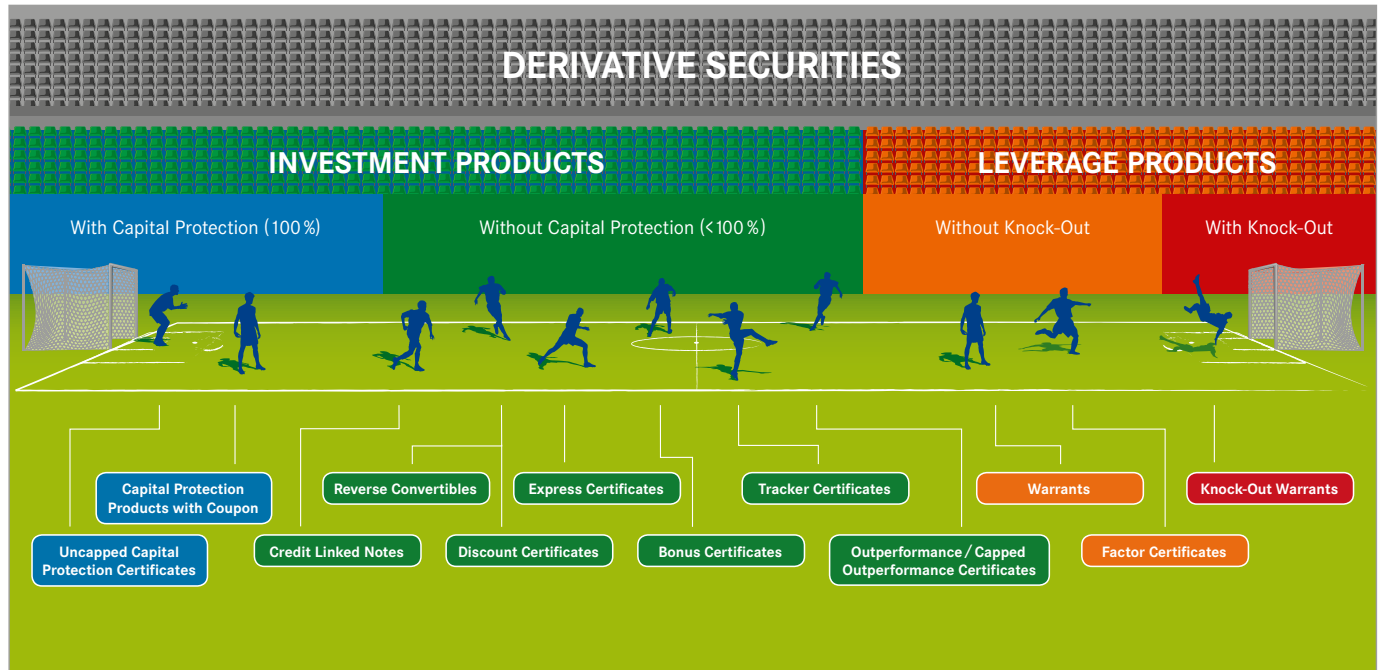 DERIVATIVE SECURITIES
INVESTMENT PRODUCTS
LEVERAGE PRODUCTS
With Capital Protection (100 %)
Without Capital Protection (< 100 %)
Without Knock-Out
With Knock-Out
Capital Protection
Products with Coupon
Reverse Convertibles
Express Certificates
Tracker Certificates
Warrants
Knock-Out Warrants
Uncapped Capital
Protection Certificates
Credit Linked Notes
Discount Certificates
Bonus Certificates
Outperformance / Capped
Outperformance Certificates
Factor Certificates